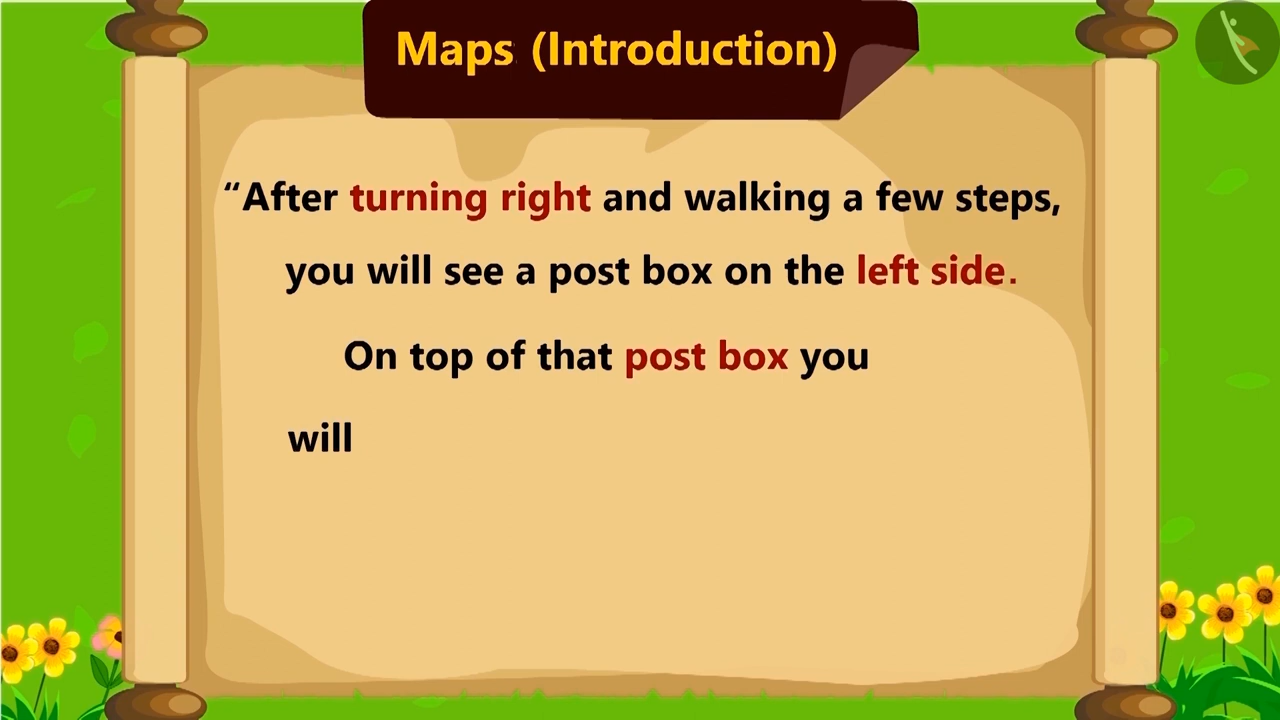 Maps (Introduction)
“After turning right and walking a few steps,
you will see a post box on the left side.
On top of that post box you
will